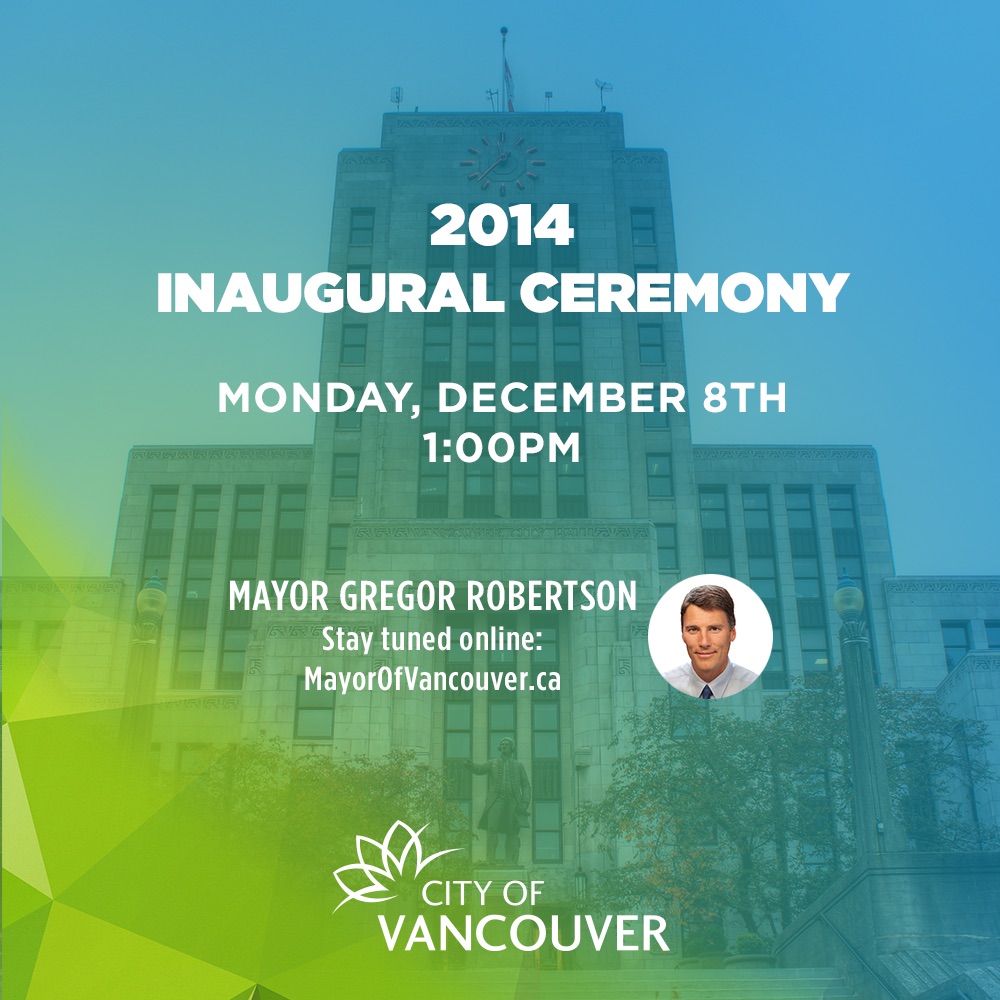 2014
INAUGURAL CEREMONY
MONDAY, DECEMBER 8TH
1:00PM
MAYOR GREGOR ROBERTSON
Stay tuned online:
MayorOfVancouver.ca
CITY OF
VANCOUVER